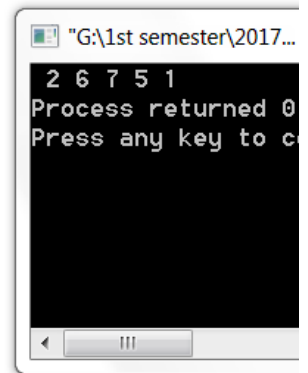 "G:\1st semester\2017...
2 6 7 5 1
Process returned 0
Press any key to